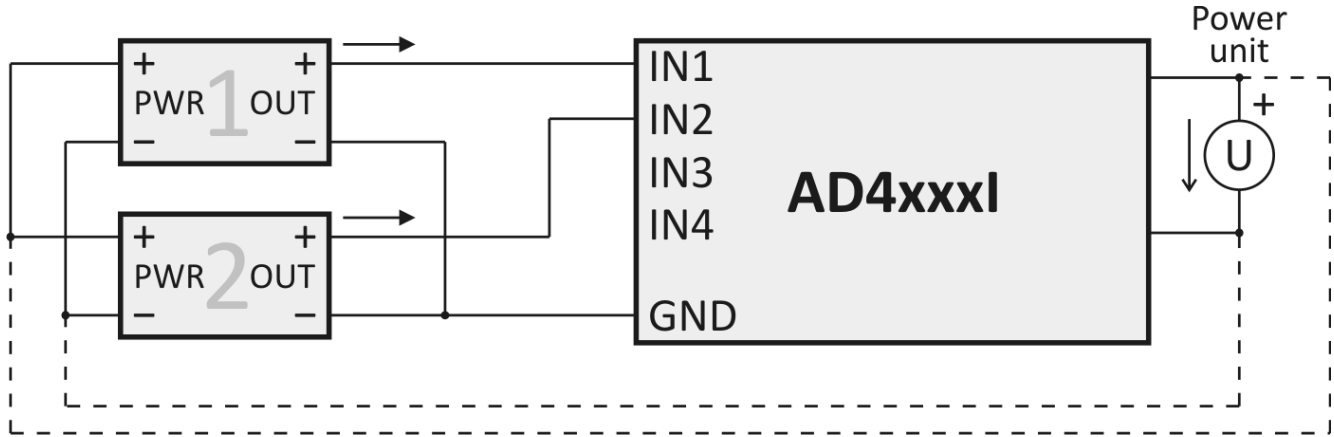 Power
unit
+ +
PWR 1 OUT
− −
+ +
PWR 2 OUT
− −
IN1
IN2
IN3
IN4
GND
AD4xxxI
+
U